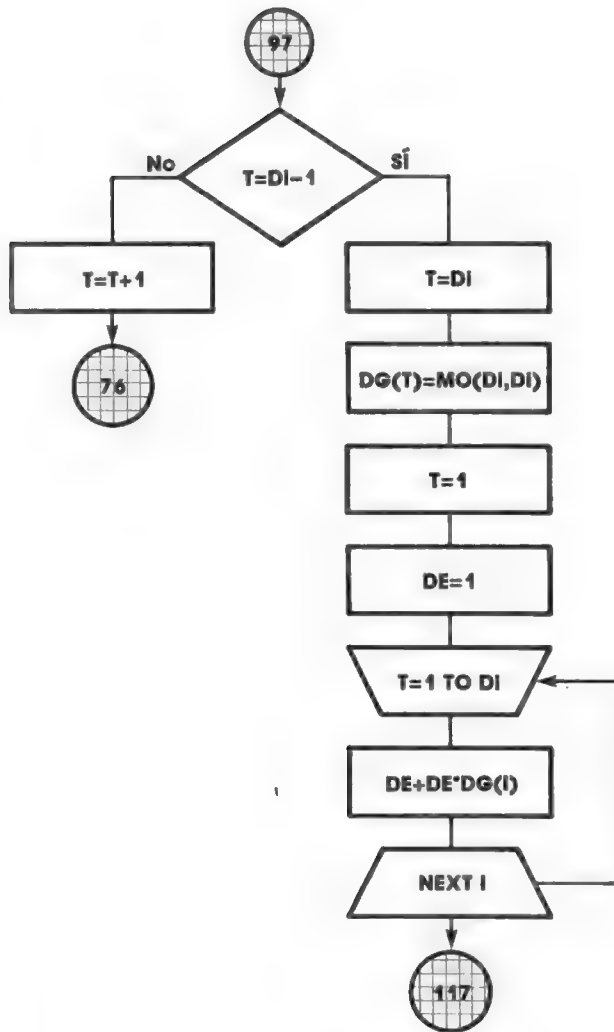 97
T=Di-1
No
SÍ
T=T+1
76
T=Di
DG(T)=MO(Di,Di)
T=1
DE=1
T=1 TO Di
DE+DE*DG(i)
NEXT I
117